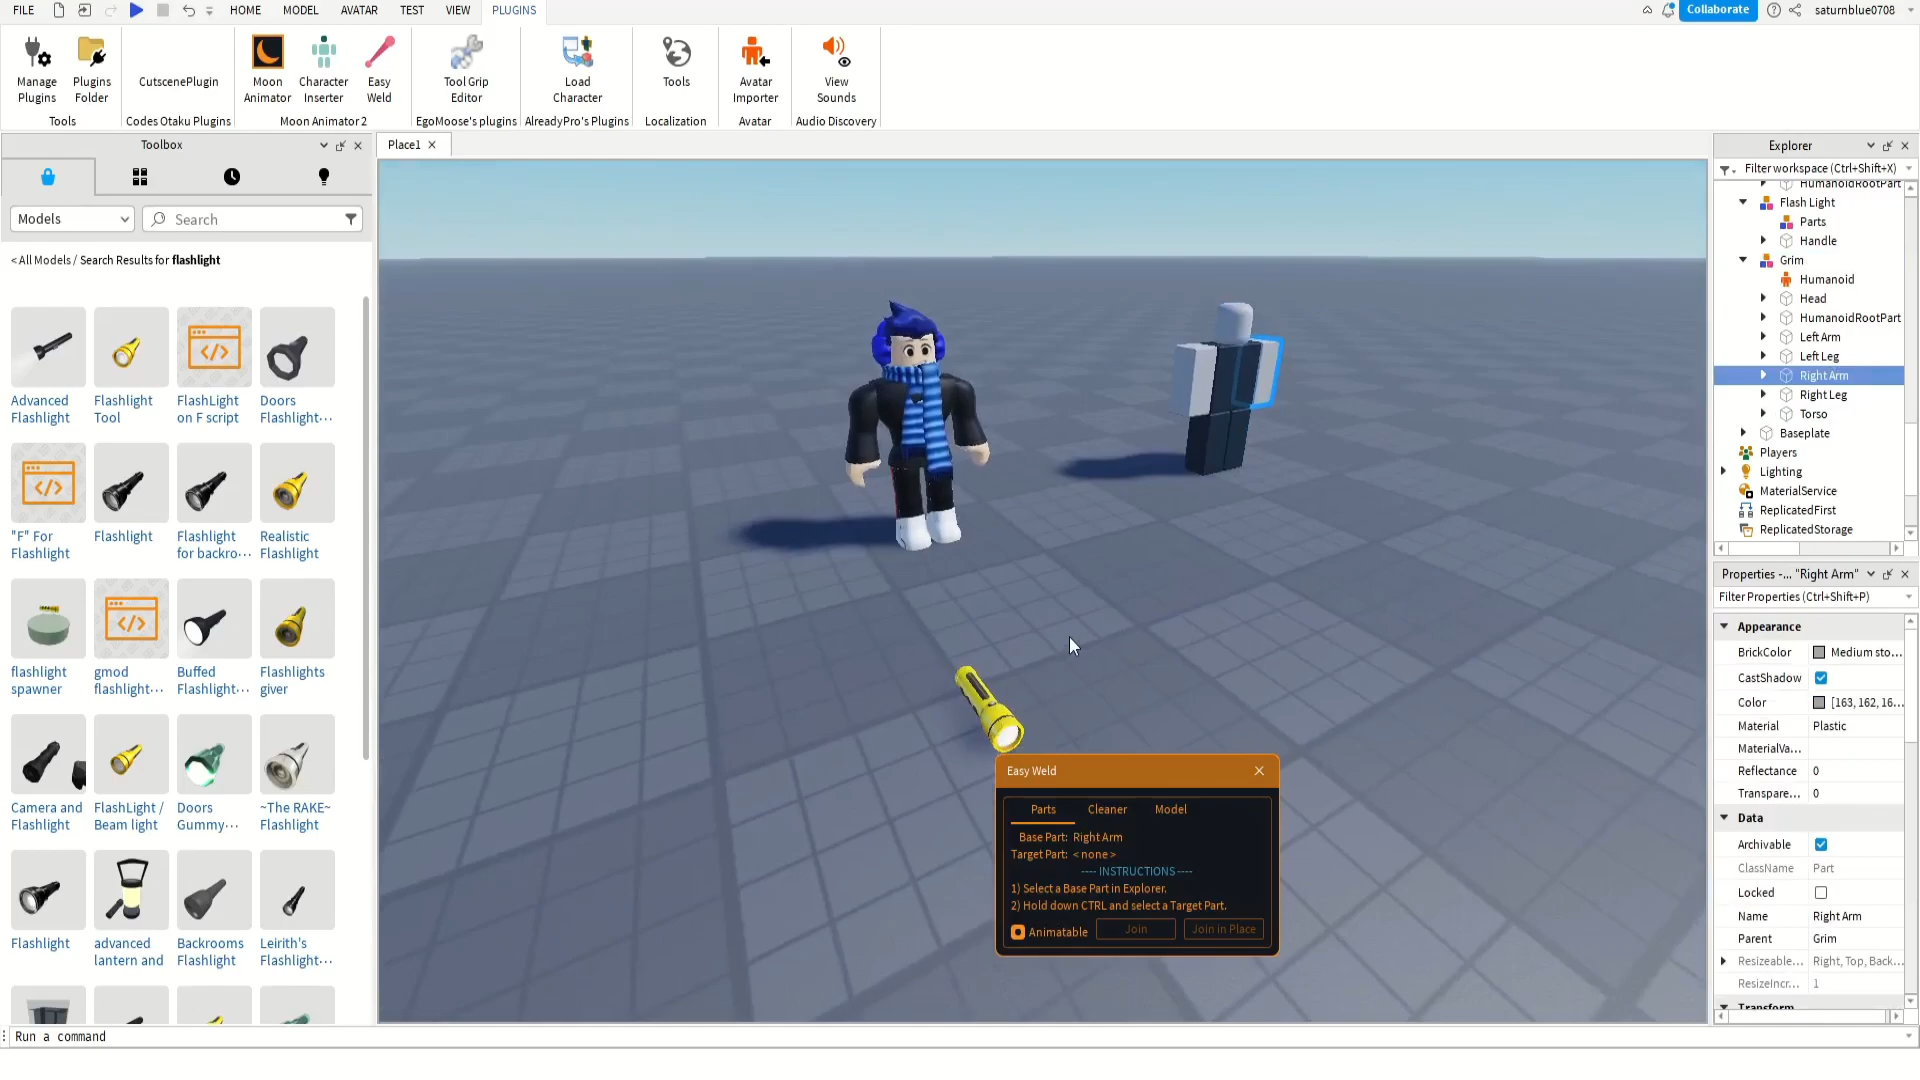 FILE HOME MODEL AVATAR TEST VIEW PLUGINS Collaborate saturnblue0708
Manage Plugins
Plugins Folder
Tools
CutscenePlugin
Codes Otaku Plugins
Moon Animator
Character Inserter
Easy Weld
Moon Animator 2
Tool Grip Editor
EgoMoose's plugins
Load Character
AlreadyPro's Plugins
Tools
Localization
Avatar Importer
Avatar
View Sounds
Audio Discovery
Toolbox
Models
Search
< All Models / Search Results for flashlight
Advanced Flashlight
Flashlight Tool
FlashLight on F script
Doors Flashlight···
"F" For Flashlight
Flashlight
Flashlight for backro···
Realistic Flashlight
flashlight spawner
gmod flashlight···
Buffed Flashlight···
Flashlights giver
Camera and Flashlight
FlashLight / Beam light
Doors Gummy···
~The RAKE~ Flashlight
Flashlight
advanced lantern and
Backrooms Flashlight
Leirith's Flashlight···
Place1
Easy Weld
Parts Cleaner Model
Base Part: Right Arm
Target Part: < none >
---- INSTRUCTIONS ----
1) Select a Base Part in Explorer.
2) Hold down CTRL and select a Target Part.
Animatable Join Join in Place
Explorer
Filter workspace (Ctrl+Shift+X)
HumanoidRootPart
Flash Light
Parts
Handle
Grim
Humanoid
Head
HumanoidRootPart
Left Arm
Left Leg
Right Arm
Right Leg
Torso
Baseplate
Players
Lighting
MaterialService
ReplicatedFirst
ReplicatedStorage
Properties -... "Right Arm"
Filter Properties (Ctrl+Shift+P)
Appearance
BrickColor Medium sto...
CastShadow
Color [163, 162, 16...
Material Plastic
MaterialVa...
Reflectance 0
Transpare... 0
Data
Archivable
ClassName Part
Locked
Name Right Arm
Parent Grim
Resizeable... Right, Top, Back...
ResizeIncr... 1
Transform
Run a command